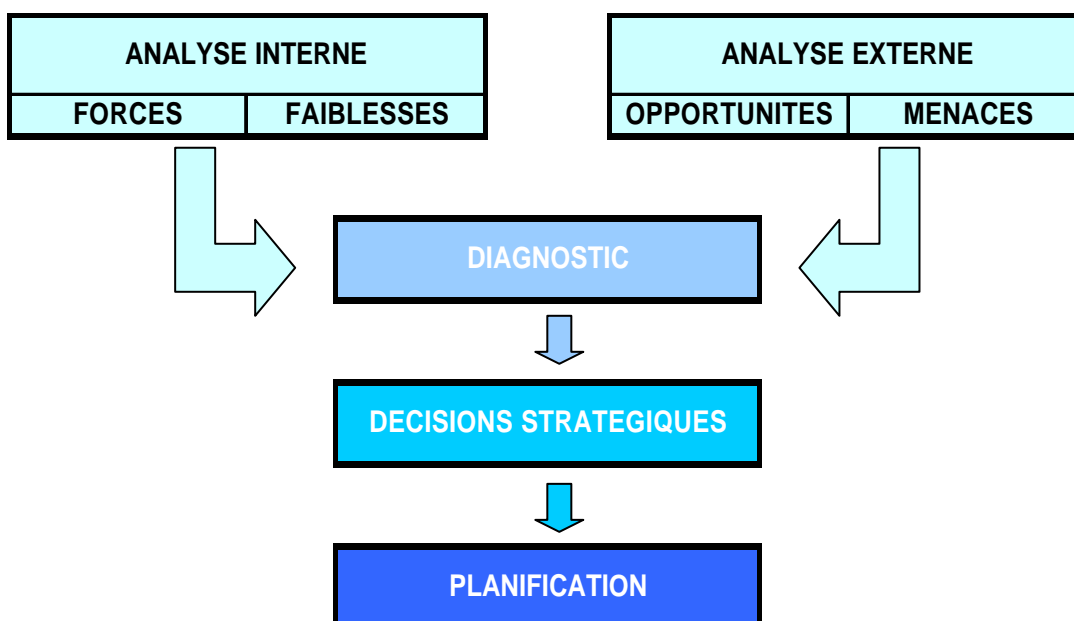 ANALYSE INTERNE
FORCES
FAIBLESSES
ANALYSE EXTERNE
OPPORTUNITES
MENACES
DIAGNOSTIC
DECISIONS STRATEGIQUES
PLANIFICATION